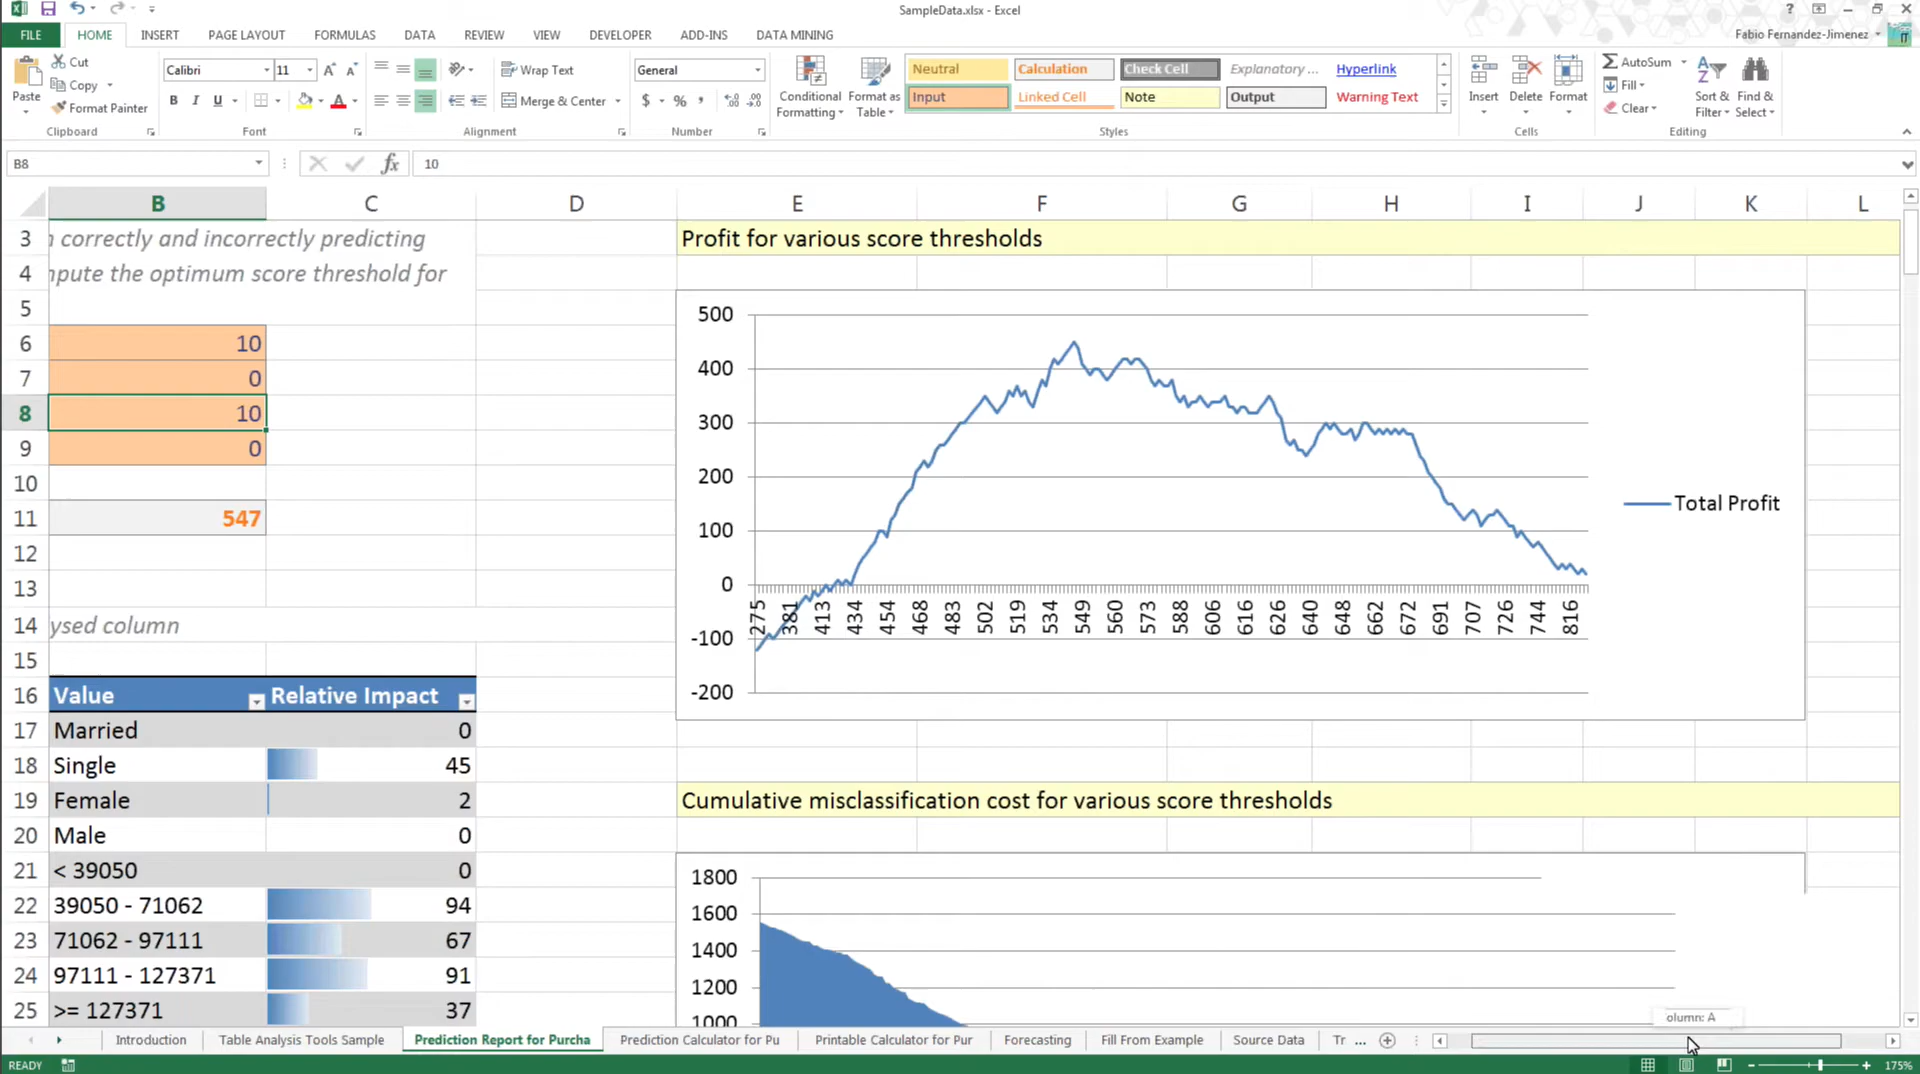 SampleData.xlsx - Excel
FILE HOME INSERT PAGE LAYOUT FORMULAS DATA REVIEW VIEW DEVELOPER ADD-INS DATA MINING
Fabio Fernandez-Jimenez
Paste
Cut
Copy
Format Painter
Clipboard
Calibri 11
B I U
Font
Wrap Text
Merge & Center
Alignment
General
$ % ,
Number
Conditional Formatting
Format as Table
Neutral Calculation Check Cell Explanatory ... Hyperlink
Input Linked Cell Note Output Warning Text
Styles
Insert Delete Format
Cells
AutoSum
Fill
Clear
Sort & Filter
Find & Select
Editing
B8
fx
10
B C D E F G H I J K L
3 n correctly and incorrectly predicting Profit for various score thresholds
4 npute the optimum score threshold for
5
6 10
7 0
8 10
9 0
10
11 547
12
13
14 ysed column
15
16 Value Relative Impact
17 Married 0
18 Single 45
19 Female 2
20 Male 0
21 < 39050 0
22 39050 - 71062 94
23 71062 - 97111 67
24 97111 - 127371 91
25 >= 127371 37
500
400
300
200
100
0
-100
-200
275 381 413 434 454 468 483 502 519 534 549 560 573 588 606 616 626 640 648 662 672 691 707 726 744 816
Total Profit
Cumulative misclassification cost for various score thresholds
1800
1600
1400
1200
1000
olumn: A
Introduction Table Analysis Tools Sample Prediction Report for Purcha Prediction Calculator for Pu Printable Calculator for Pur Forecasting Fill From Example Source Data Tr ...
READY
175%